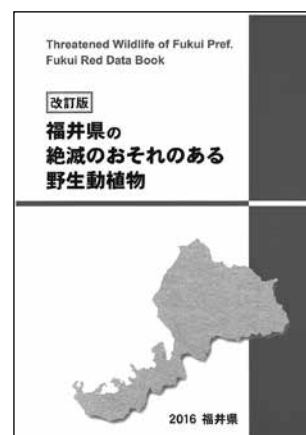 Threatened Wildlife of Fukui Pref.
Fukui Red Data Book
改訂版
福井県の
絶滅のおそれのある
野生動植物
2016 福井県